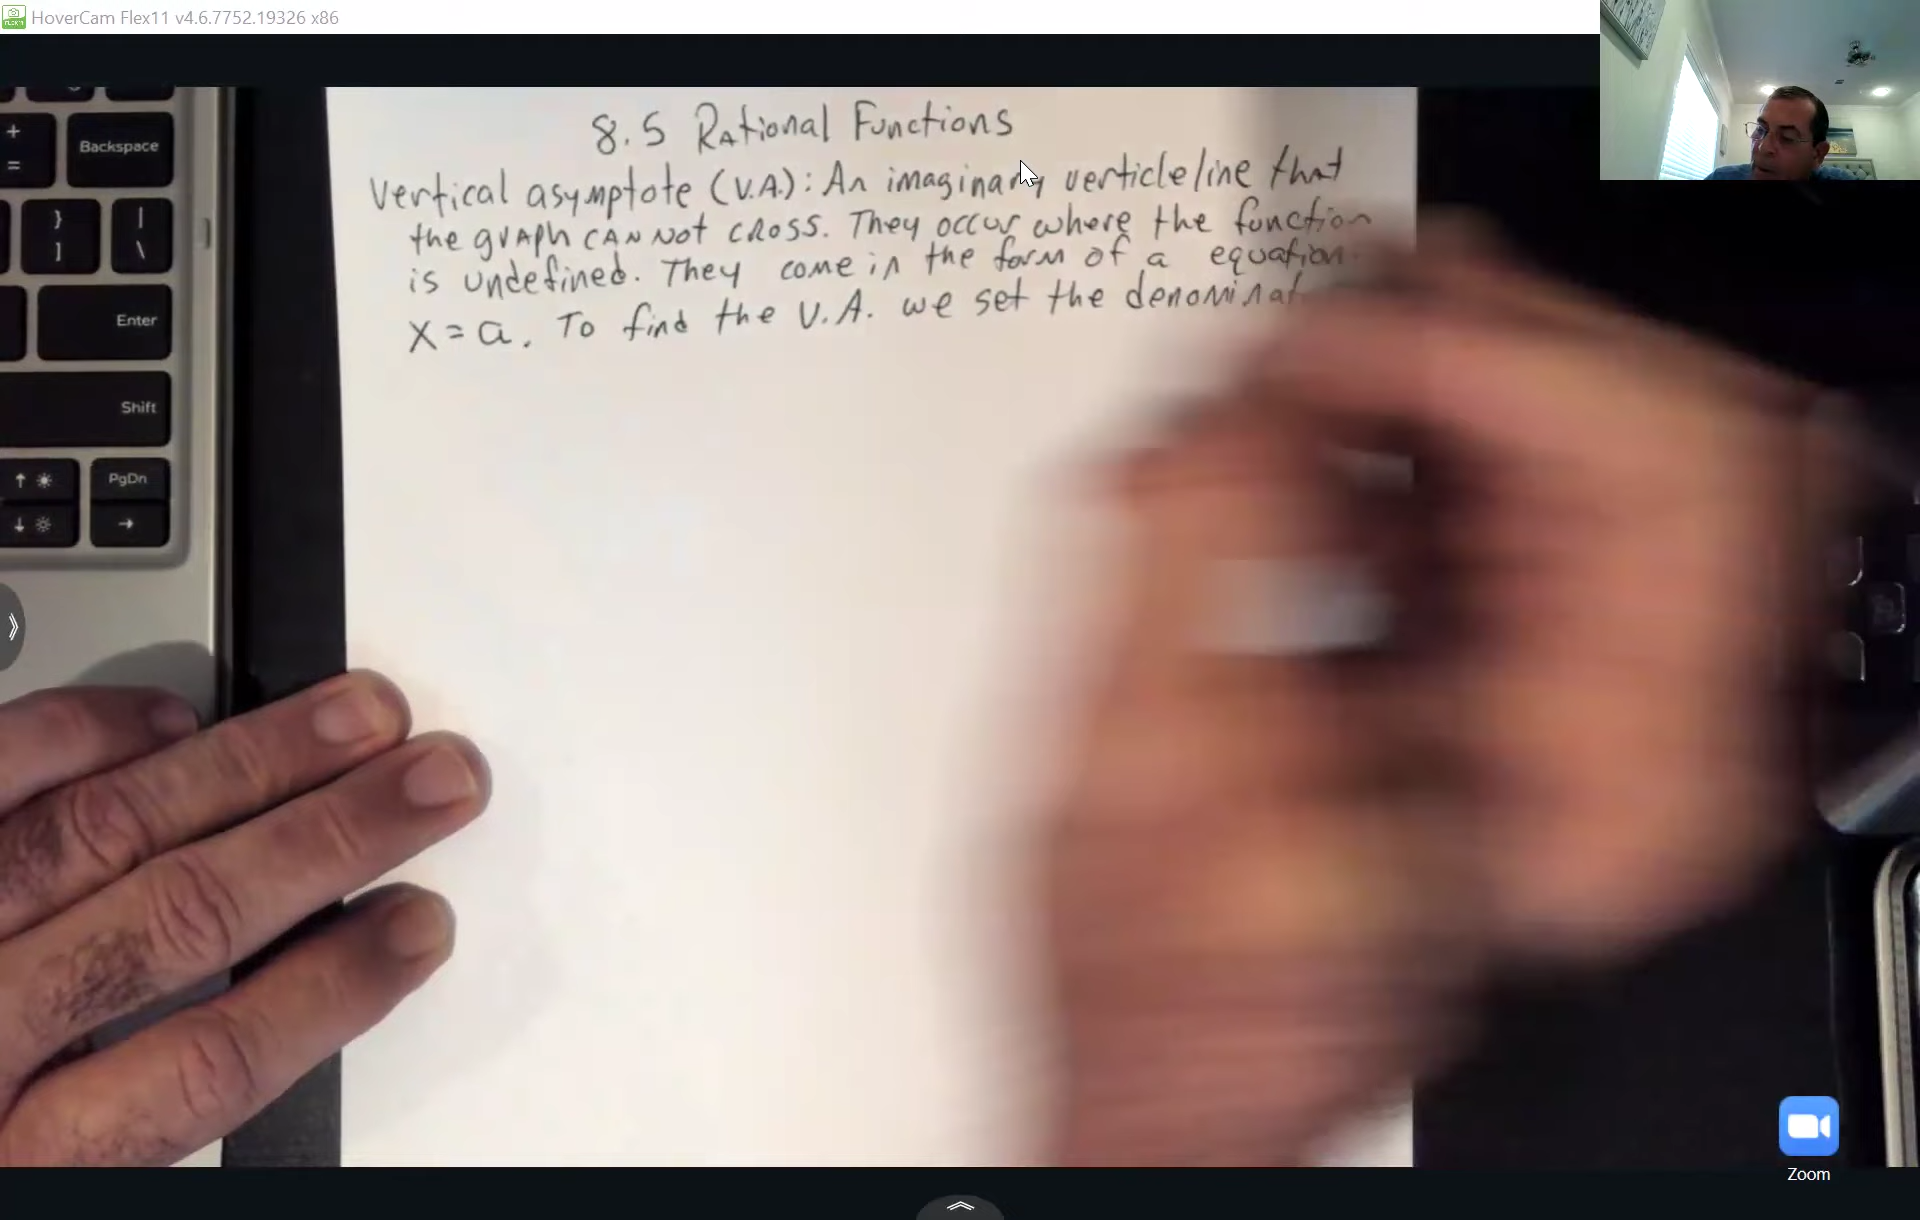 HoverCam Flex11 v4.6.7752.19326 x86
8.5 Rational Functions
Vertical asymptote (V.A.): An imaginary verticle line that
the graph cannot cross. They occur where the function
is undefined. They come in the form of a equation.
x = a. To find the V.A. we set the
+
=
Backspace
}
]
|
\
Enter
Shift
PgDn
Zoom